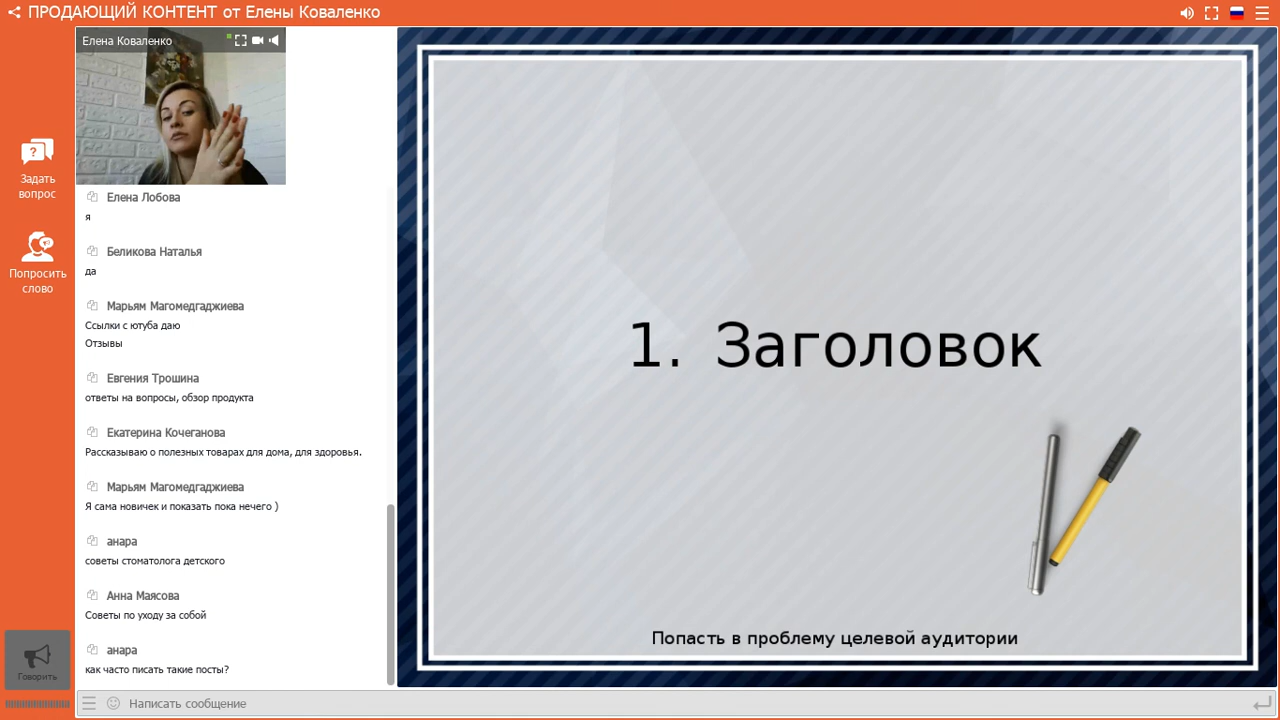 ПРОДАЮЩИЙ КОНТЕНТ от Елены Коваленко
Елена Коваленко
Задать
вопрос
Попросить
слово
Говорить
Елена Лобова
я
Беликова Наталья
да
Марьям Магомедгаджиева
Ссылки с ютуба даю
Отзывы
Евгения Трошина
ответы на вопросы, обзор продукта
Екатерина Кочеганова
Рассказываю о полезных товарах для дома, для здоровья.
Марьям Магомедгаджиева
Я сама новичек и показать пока нечего )
анара
советы стоматолога детского
Анна Маясова
Советы по уходу за собой
анара
как часто писать такие посты?
Написать сообщение
1. Заголовок
Попасть в проблему целевой аудитории